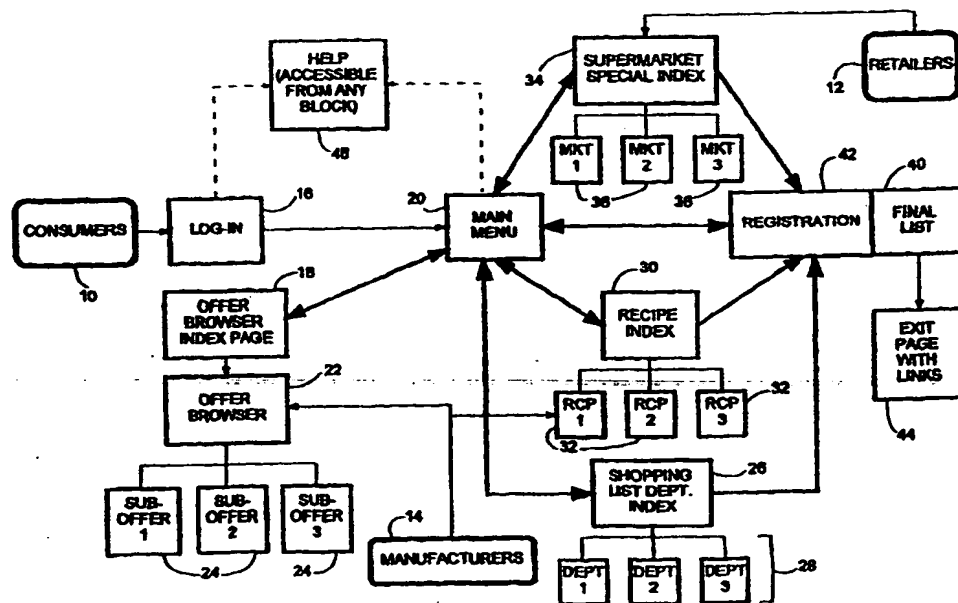 HELP
(ACCESSIBLE
FROM ANY
BLOCK)
48
34
SUPERMARKET
SPECIAL INDEX
RETAILERS
12
MKT
1
MKT
2
MKT
3
36
36
42
40
CONSUMERS
10
16
LOG-IN
20
MAIN
MENU
REGISTRATION
FINAL
LIST
18
OFFER
BROWSER
INDEX PAGE
30
RECIPE
INDEX
EXIT
PAGE
WITH
LINKS
44
22
OFFER
BROWSER
RCP
1
RCP
2
RCP
3
32
32
SUB-
OFFER
1
SUB-
OFFER
2
SUB-
OFFER
3
24
24
14
MANUFACTURERS
26
SHOPPING
LIST DEPT.
INDEX
DEPT
1
DEPT
2
DEPT
3
28